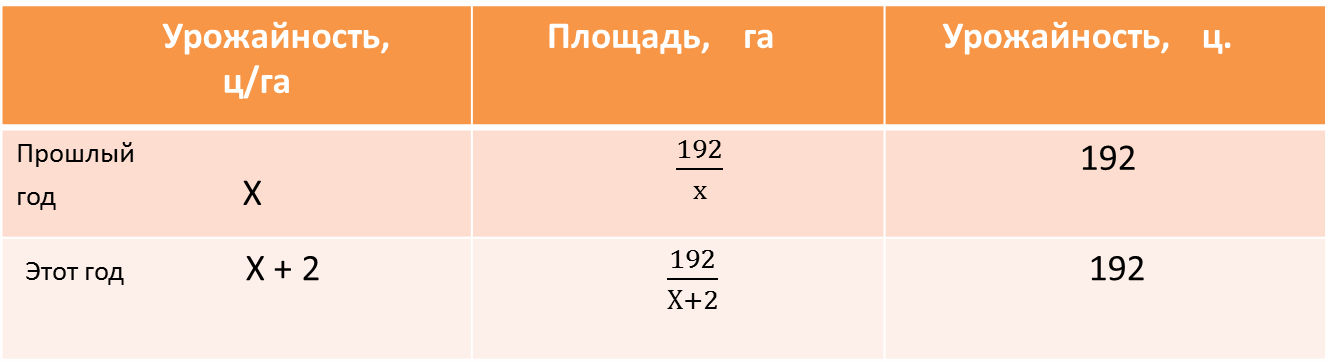 Урожайность,
ц/га
Площадь, га
Урожайность, ц.
Прошлый
год X
192
x
192
Этот год X + 2
192
X+2
192